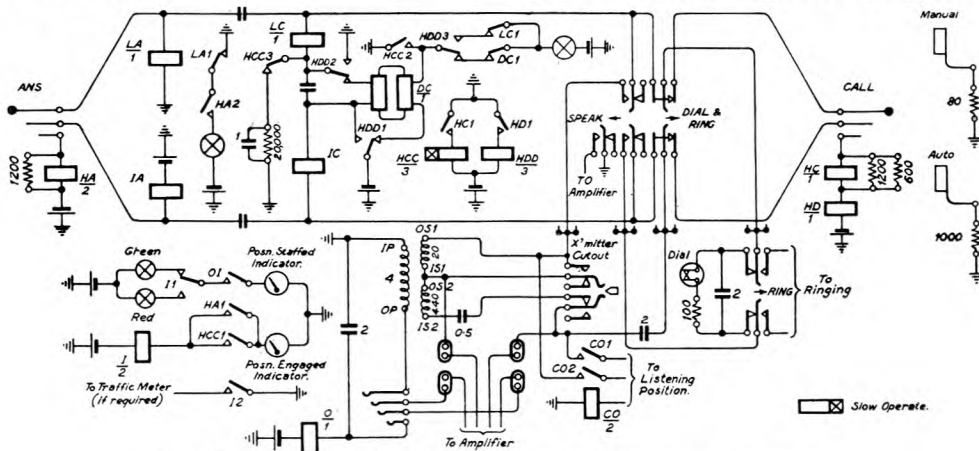 Manual
80
Auto
1000
ANS
1200
HA
2
LA
1
IA
LA1
HA2
HCC3
1
20,000
LC
1
HDD2
IC
HDD1
HCC2
DC
1
HDD3
LC1
DC1
HC1
HD1
HCC
3
HDD
3
SPEAK
DIAL &
RING
TO
Amplifier
CALL
HC
1
1200
600
HD
1
Green
Red
I1
O1
Posn. Staffed
Indicator.
HA1
HCC1
Posn. Engaged
Indicator.
I
2
To Traffic Meter
(if required)
I2
O
1
2
IP
4
OP
OS1
20
IS1
OS2
440
IS2
0·5
To Amplifier
X'mitter
Cutout
2
CO1
CO2
CO
2
To
Listening
Position.
Dial
100
2
RING
To
Ringing
Slow Operate.